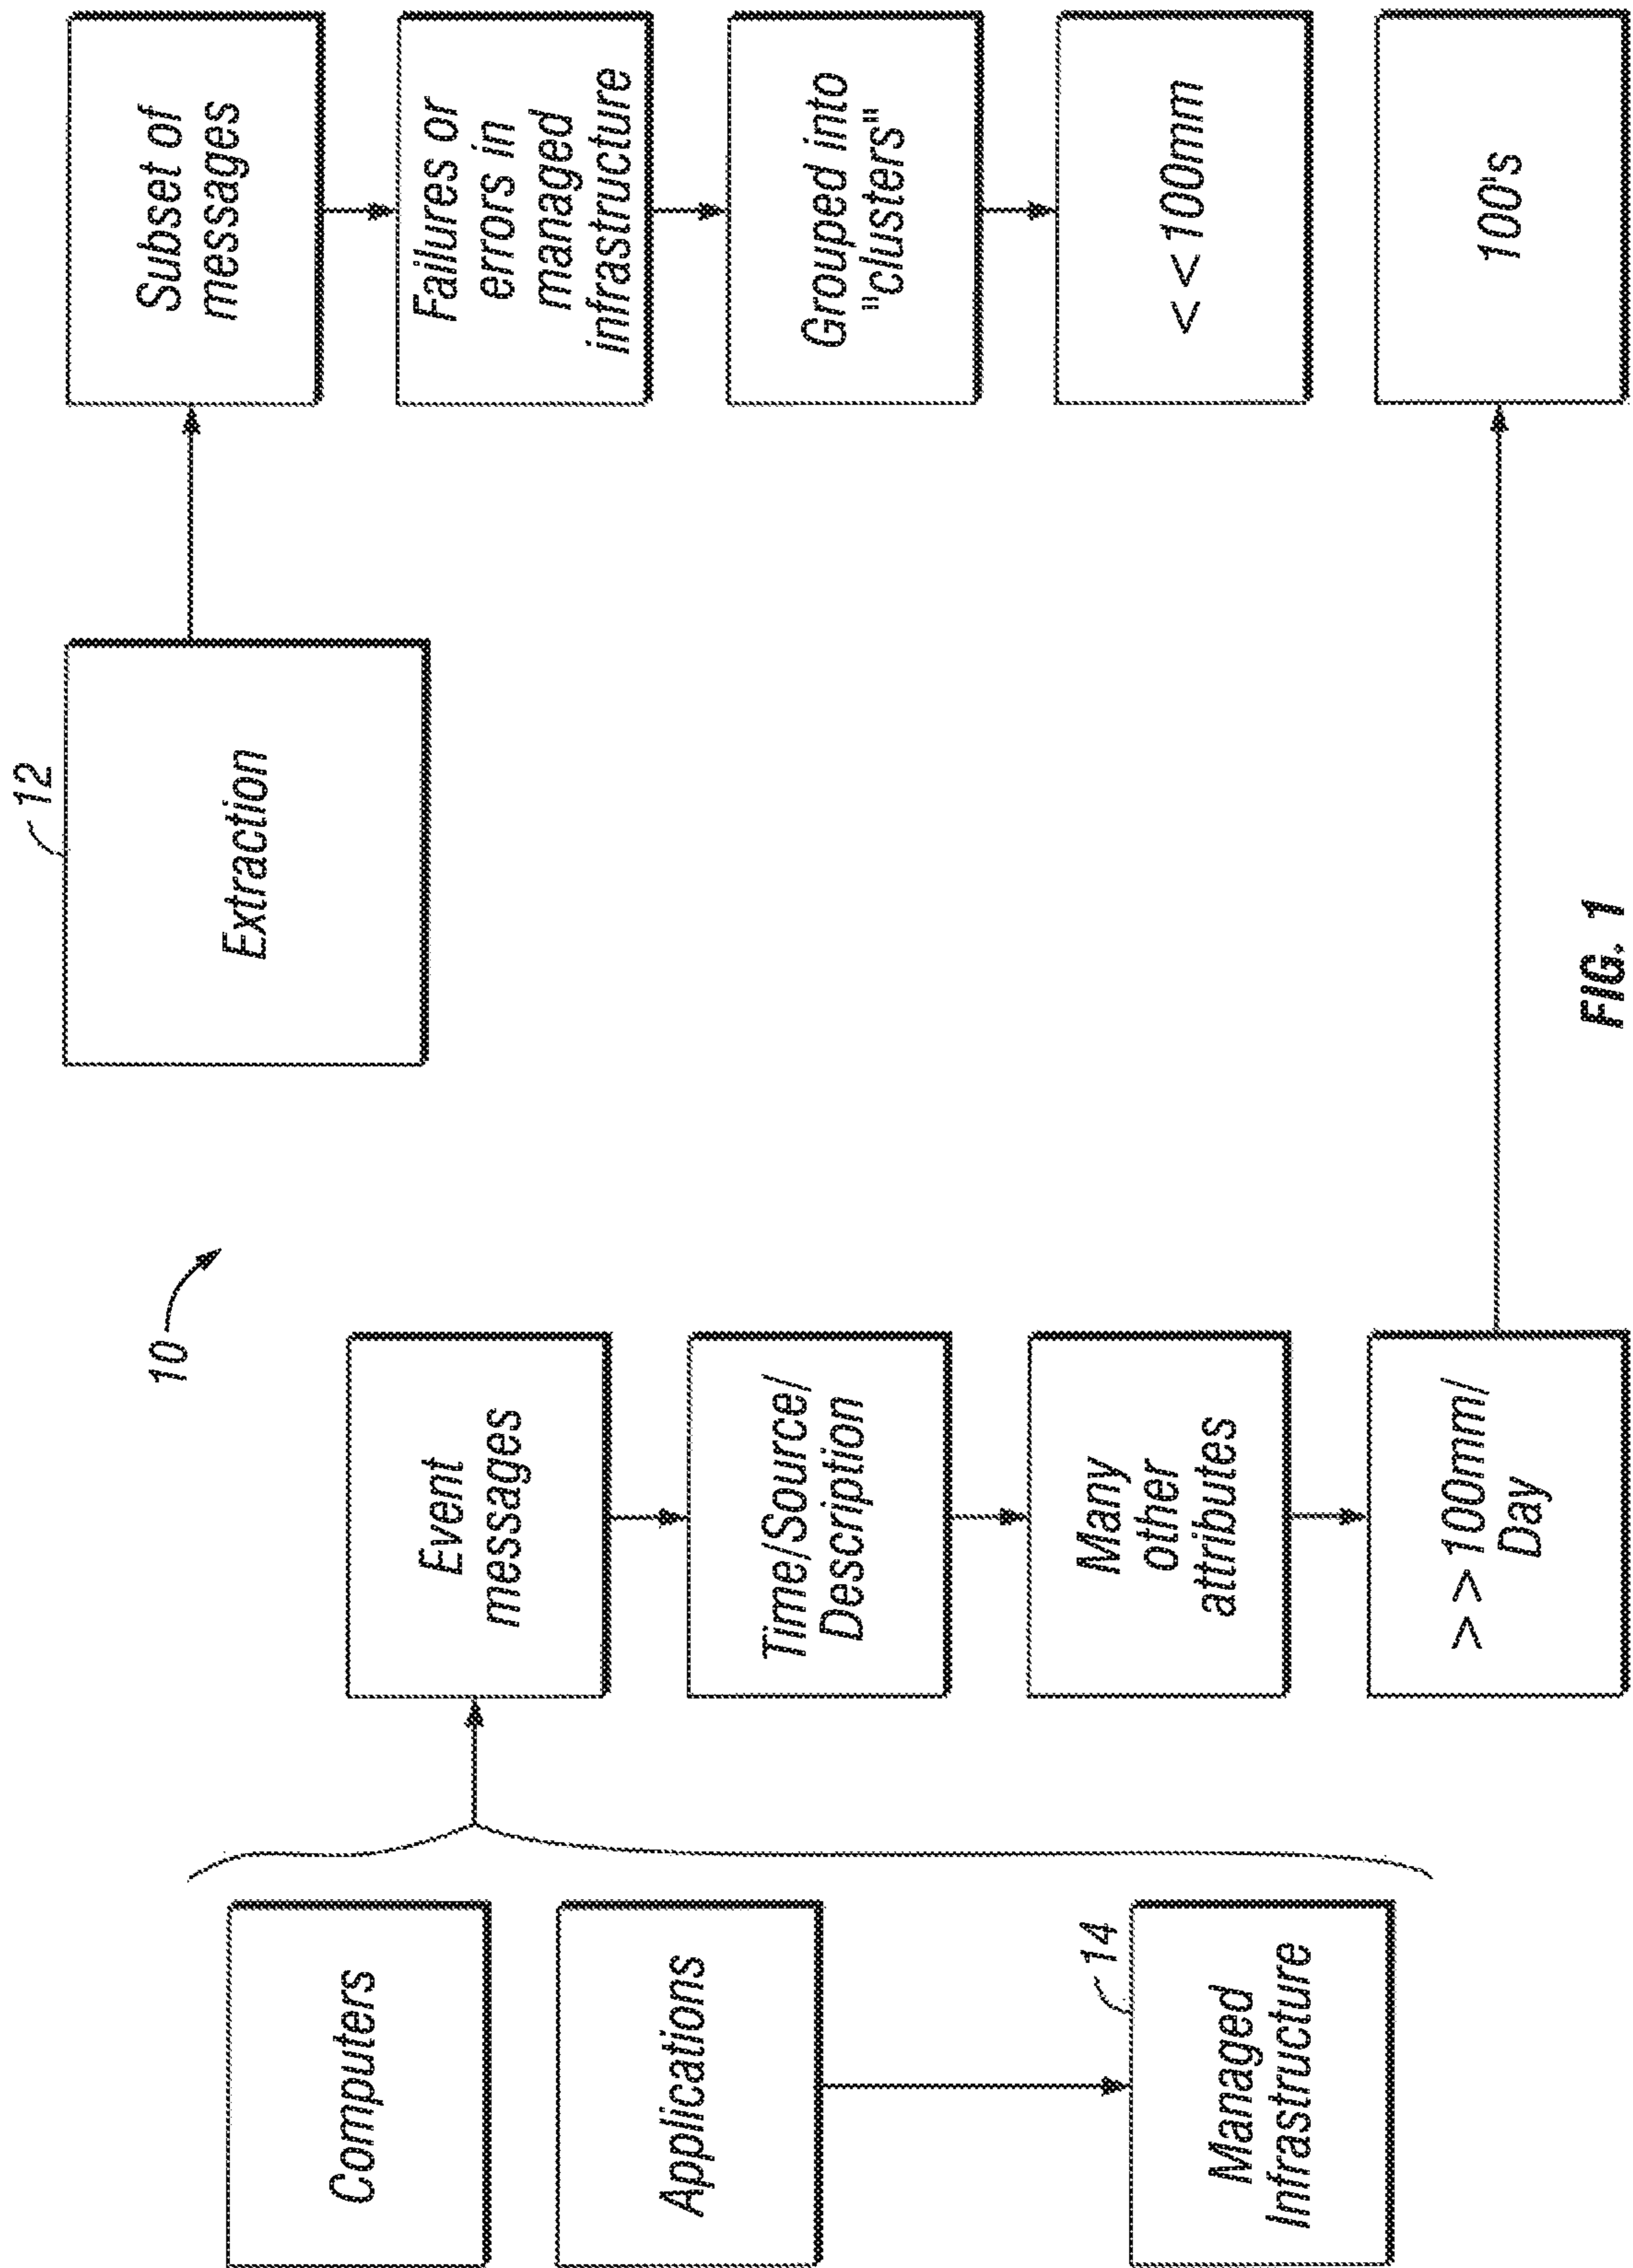 Computers
Applications
14
Managed
Infrastructure
10
Event
messages
Time/Source/
Description
Many
other
attributes
>>100mm/
Day
12
Extraction
Subset of
messages
Failures or
errors in
managed
infrastructure
Grouped into
"clusters"
<<100mm
100's
FIG. 1